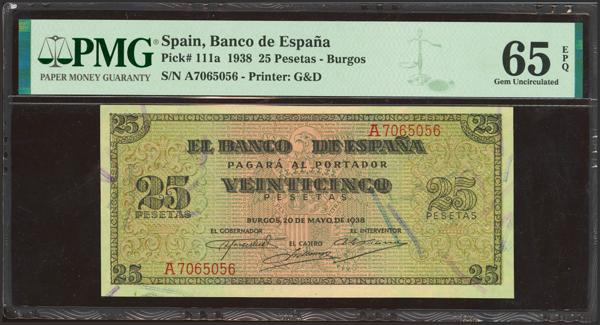 PMG®
PAPER MONEY GUARANTY
Spain, Banco de España
Pick# 111a 1938 25 Pesetas - Burgos
S/N A7065056 - Printer: G&D
65 EPQ
Gem Uncirculated
25
A7065056
25
EL BANCO DE ESPAÑA
PAGARÁ AL PORTADOR
25 PESETAS
VEINTICINCO
PESETAS
25 PESETAS
BURGOS, 20 DE MAYO DE 1938
EL GOBERNADOR
EL CAJERO
EL INTERVENTOR
A7065056
25
25